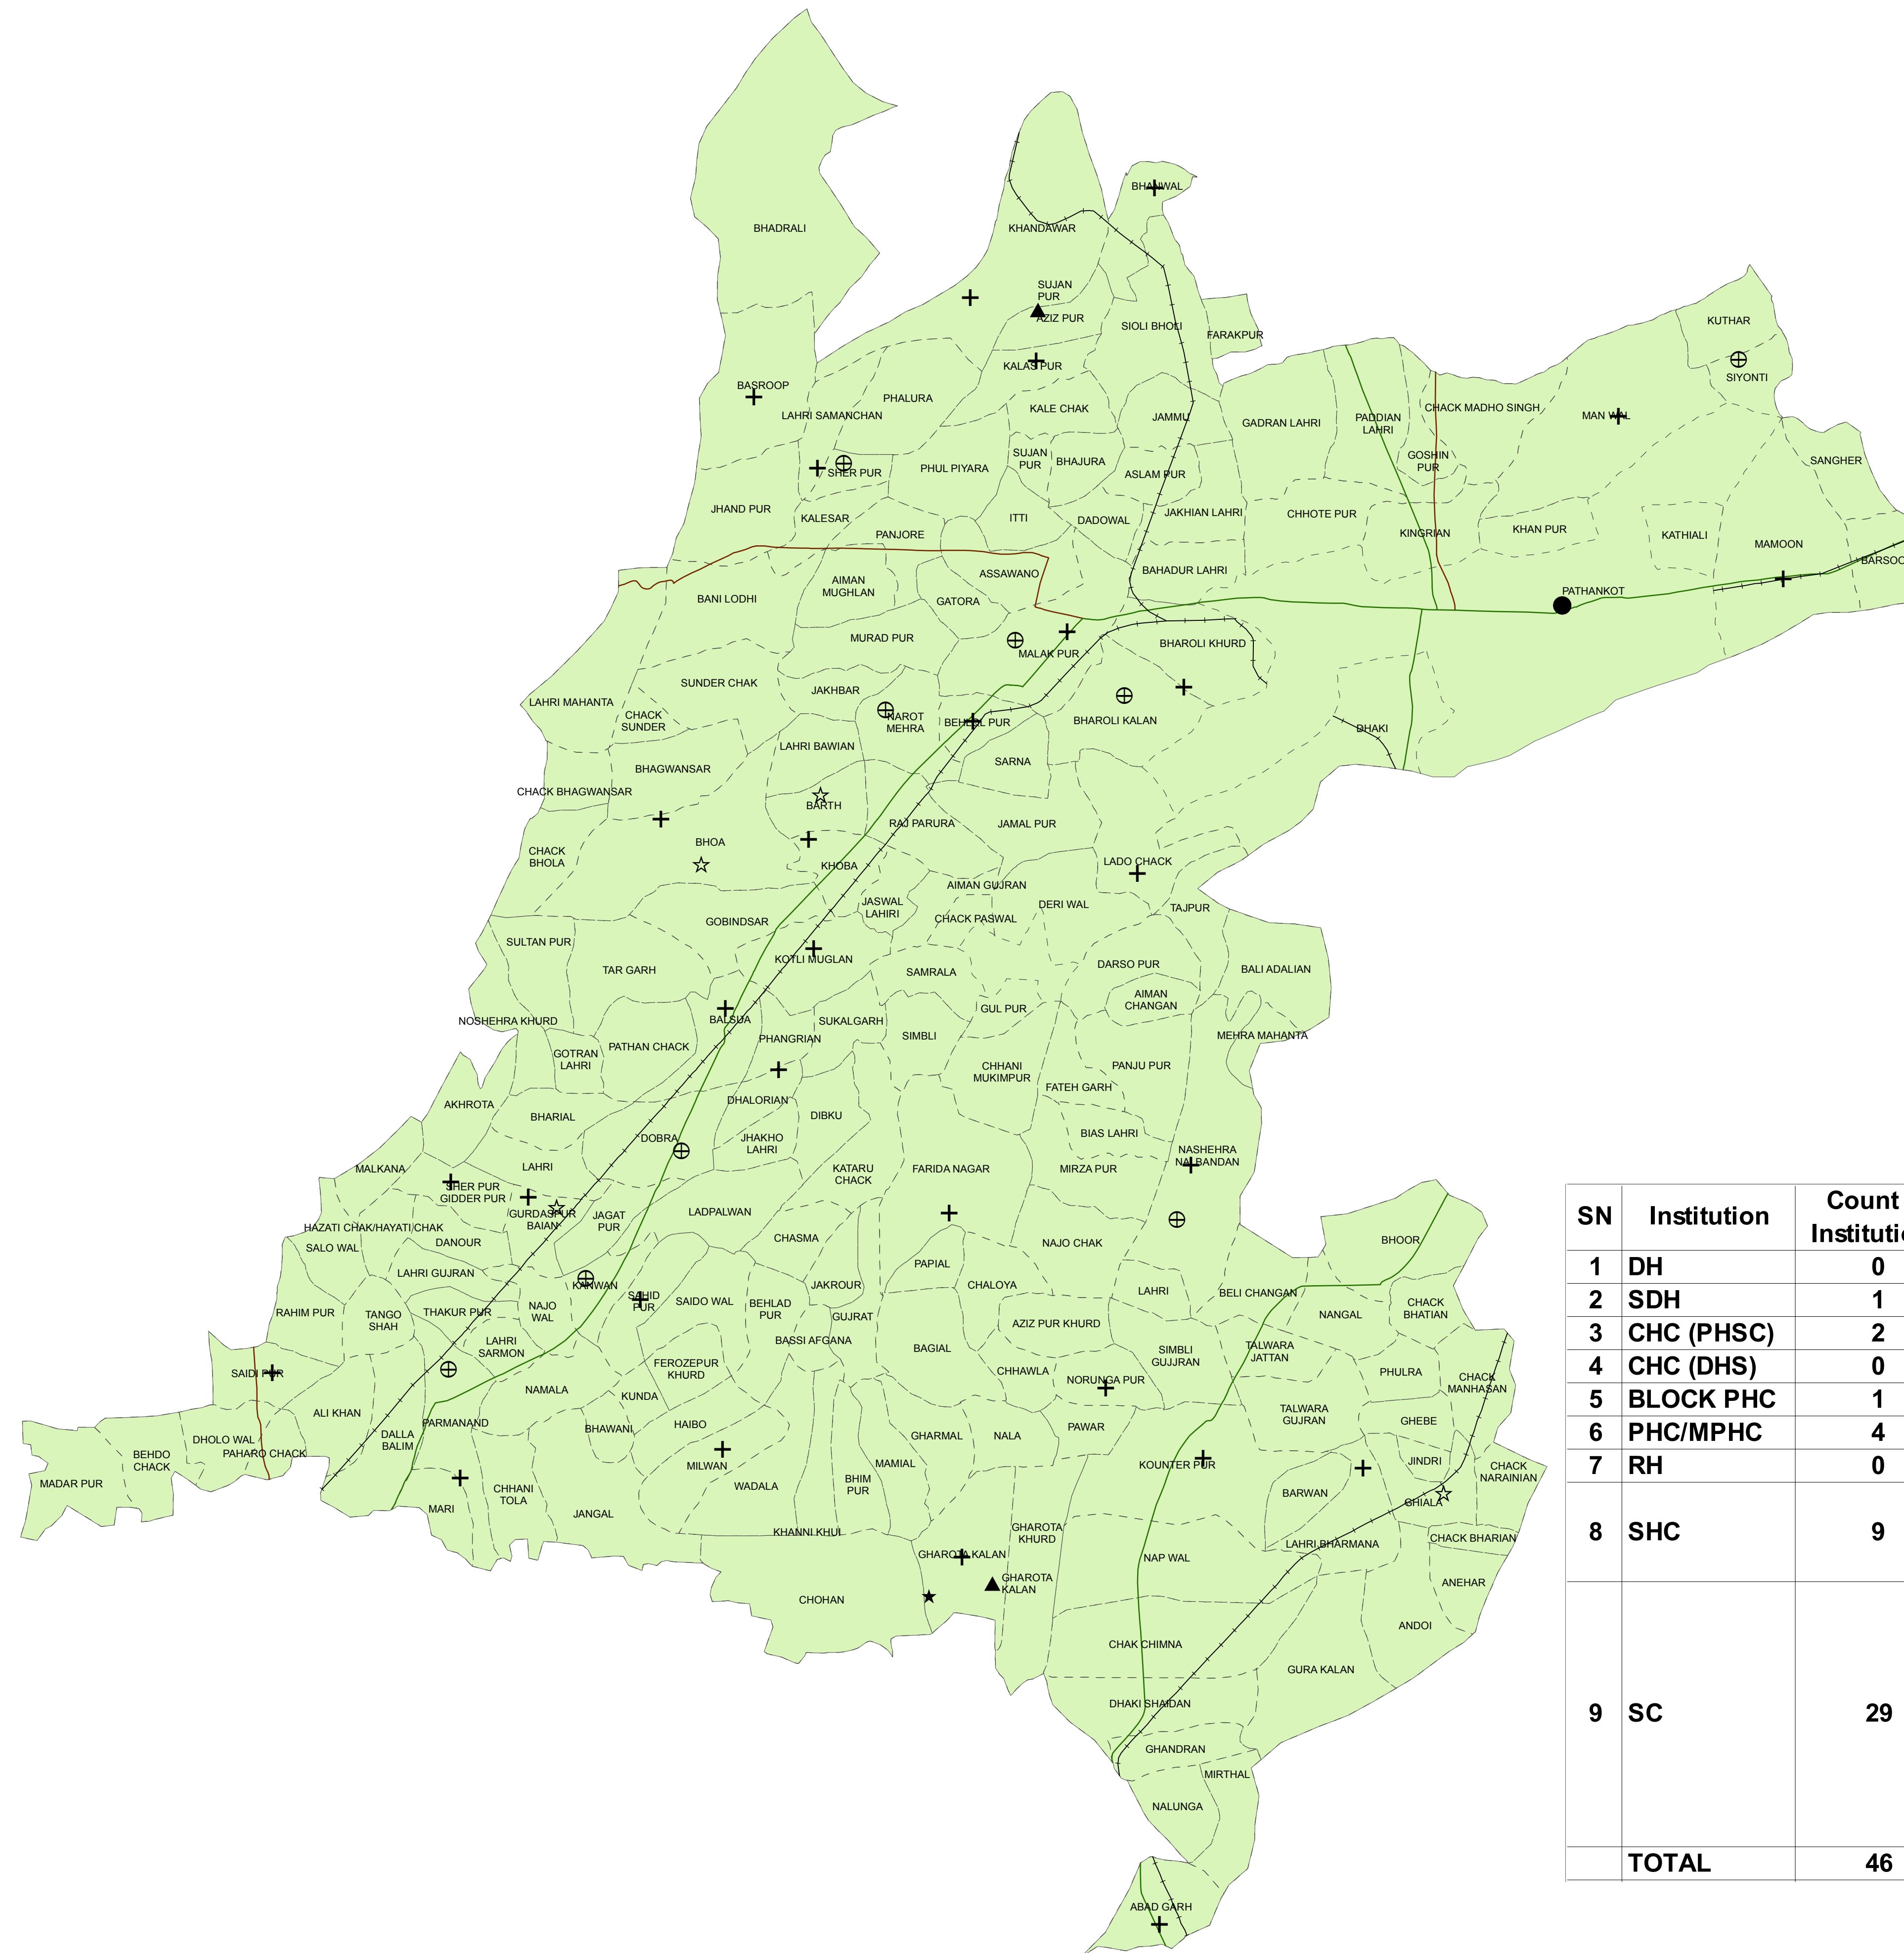 BHADRALI
BHANWAL
KHANDAWAR
SUJAN
PUR
AZIZ PUR
SIOLI BHOLI
FARAKPUR
KUTHAR
SIYONTI
KALAS PUR
BASROOP
LAHRI SAMANCHAN
PHALURA
KALE CHAK
JAMMU
GADRAN LAHRI
PADDIAN
LAHRI
CHACK MADHO SINGH
MAN WAL
GOSHIN
PUR
SANGHER
SHER PUR
PHUL PIYARA
SUJAN
PUR
BHAJURA
ASLAM PUR
JHAND PUR
KALESAR
PANJORE
ITTI
DADOWAL
JAKHIAN LAHRI
CHHOTE PUR
KINGRIAN
KHAN PUR
KATHIALI
MAMOON
BARSOO
BANI LODHI
AIMAN
MUGHLAN
ASSAWANO
GATORA
BAHADUR LAHRI
PATHANKOT
MURAD PUR
MALAK PUR
BHAROLI KHURD
LAHRI MAHANTA
SUNDER CHAK
CHACK
SUNDER
JAKHBAR
NAROT
MEHRA
BEHLOL PUR
BHAROLI KALAN
DHAKI
LAHRI BAWIAN
BHAGWANSAR
SARNA
CHACK BHAGWANSAR
BARTH
RAJ PARURA
JAMAL PUR
BHOA
CHACK
BHOLA
KHOBA
LADO CHACK
AIMAN GUJRAN
JASWAL
LAHIRI
CHACK PASWAL
DERI WAL
TAJPUR
GOBINDSAR
SULTAN PUR
TAR GARH
KOTLI MUGLAN
SAMRALA
DARSO PUR
BALI ADALIAN
AIMAN
CHANGAN
GUL PUR
NOSHEHRA KHURD
BALSUA
SUKALGARH
SIMBLI
MEHRA MAHANTA
PHANGRIAN
PATHAN CHACK
GOTRAN
LAHRI
CHHANI
MUKIMPUR
PANJU PUR
FATEH GARH
AKHROTA
BHARIAL
DHALORIAN
DIBKU
DOBRA
JHAKHO
LAHRI
BIAS LAHRI
NASHEHRA
NAL BANDAN
MALKANA
LAHRI
KATARU
CHACK
FARIDA NAGAR
MIRZA PUR
SHER PUR
GIDDER PUR
GURDASPUR
BAIAN
JAGAT
PUR
LADPALWAN
HAZATI CHAK/HAYATI CHAK
SALO WAL
DANOUR
CHASMA
NAJO CHAK
BHOOR
LAHRI GUJRAN
KANWAN
SAHID
PUR
SAIDO WAL
BEHLAD
PUR
JAKROUR
PAPIAL
CHALOYA
LAHRI
BELI CHANGAN
NANGAL
CHACK
BHATIAN
RAHIM PUR
TANGO
SHAH
THAKUR PUR
NAJO
WAL
GUJRAT
BASSI AFGANA
BAGIAL
AZIZ PUR KHURD
LAHRI
SARMON
SIMBLI
GUJJRAN
TALWARA
JATTAN
SAIDI PUR
FEROZEPUR
KHURD
CHHAWLA
NORUNGA PUR
PHULRA
CHACK
MANHASAN
NAMALA
KUNDA
ALI KHAN
PARMANAND
BHAWANI
HAIBO
PAWAR
TALWARA
GUJRAN
GHEBE
DHOLO WAL
PAHARO CHACK
DALLA
BALIM
GHARMAL
NALA
BEHDO
CHACK
MILWAN
MAMIAL
KOUNTER PUR
JINDRI
CHACK
NARAINIAN
MADAR PUR
WADALA
BHIM
PUR
BARWAN
CHHANI
TOLA
MARI
JANGAL
GHIALA
KHANNI KHUI
GHAROTA
KHURD
LAHRI BHARMANA
CHACK BHARIAN
GHAROTA KALAN
NAP WAL
GHAROTA
KALAN
ANEHAR
CHOHAN
ANDOI
CHAK CHIMNA
GURA KALAN
DHAKI SHAIDAN
GHANDRAN
MIRTHAL
NALUNGA
ABAD GARH
SN Institution Count
Instituti
1 DH 0
2 SDH 1
3 CHC (PHSC) 2
4 CHC (DHS) 0
5 BLOCK PHC 1
6 PHC/MPHC 4
7 RH 0
8 SHC 9
9 SC 29
TOTAL 46